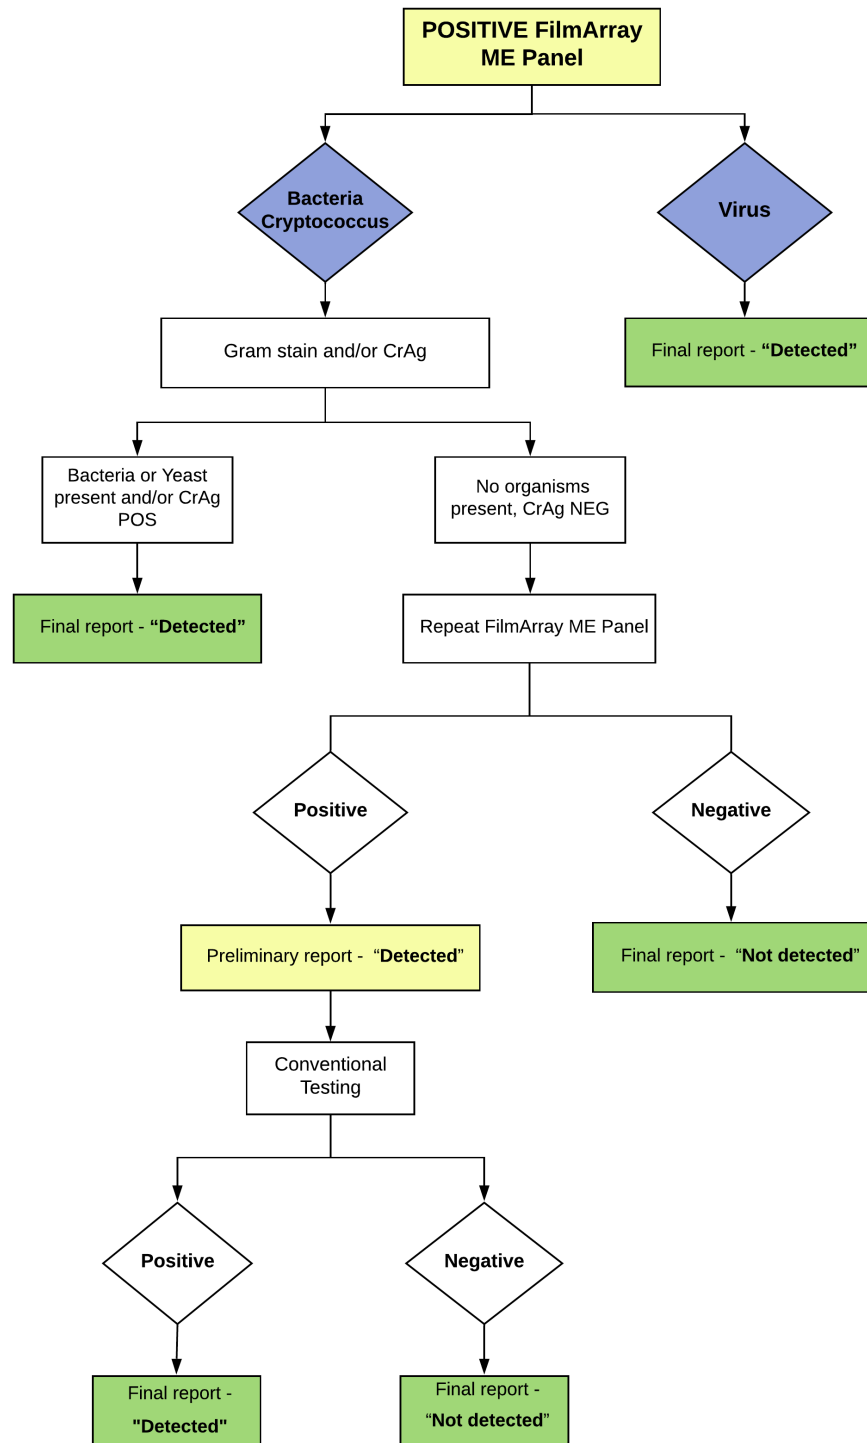 POSITIVE FilmArray
ME Panel
Bacteria
Cryptococcus
Virus
Gram stain and/or CrAg
Final report - “Detected”
Bacteria or Yeast
present and/or CrAg
POS
No organisms
present, CrAg NEG
Final report - “Detected”
Repeat FilmArray ME Panel
Positive
Negative
Preliminary report - “Detected”
Final report - “Not detected”
Conventional
Testing
Positive
Negative
Final report -
"Detected"
Final report -
“Not detected”